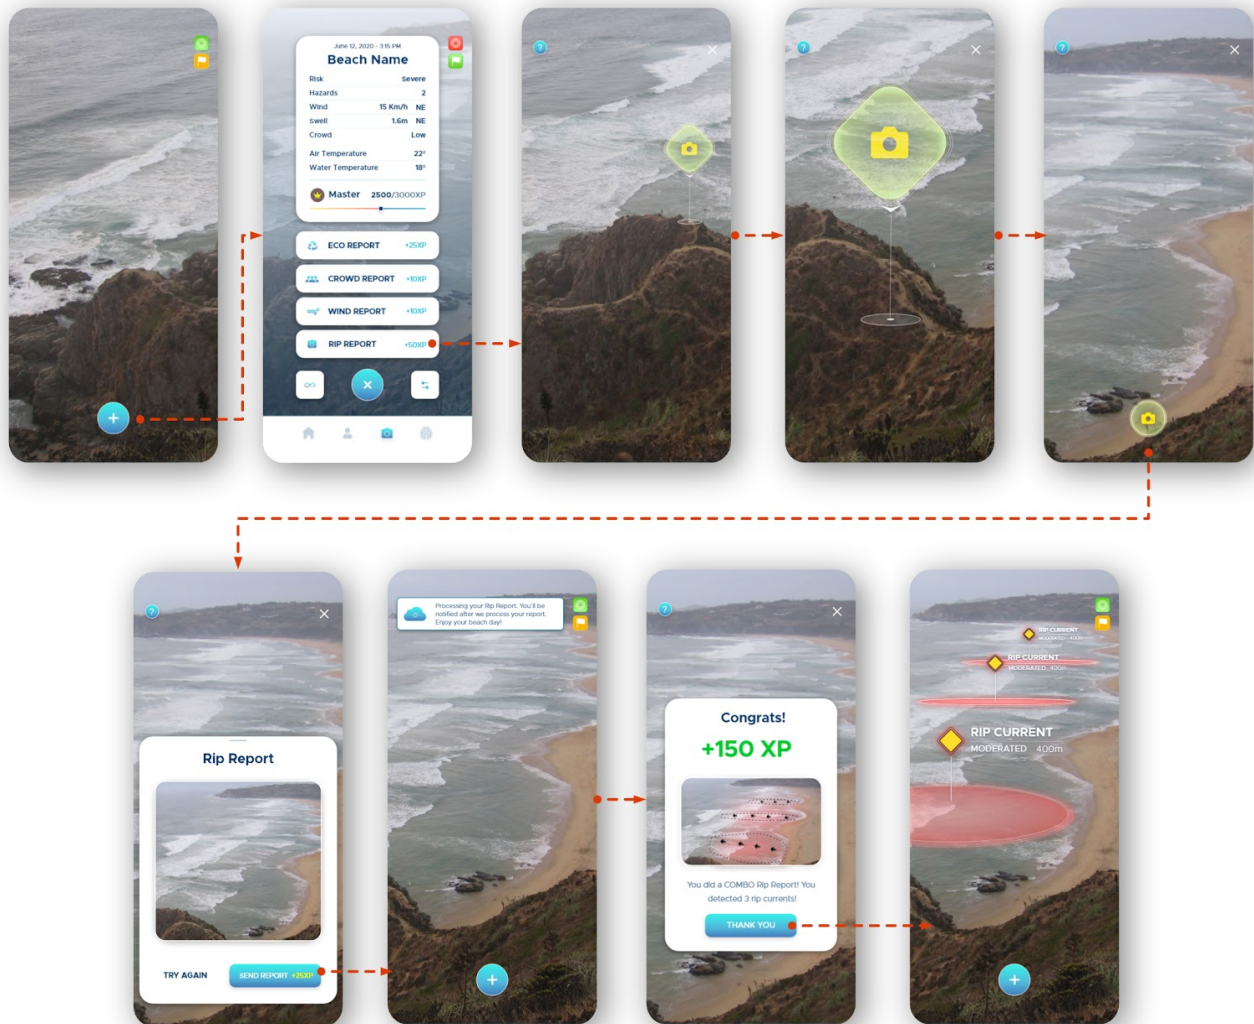 June 12, 2020 - 3:15 PM
Beach Name
Risk Severe
Hazards 2
Wind 15 Km/h NE
swell 1.6m NE
Crowd Low
Air Temperature 22°
Water Temperature 18°
Master 2500/3000XP
ECO REPORT +25XP
CROWD REPORT +10XP
WIND REPORT +10XP
RIP REPORT +50XP
?
?
?
?
Rip Report
TRY AGAIN SEND REPORT +25XP
Processing your Rip Report. You'll be
notified after we process your report.
Enjoy your beach day!
?
Congrats!
+150 XP
You did a COMBO Rip Report! You
detected 3 rip currents!
THANK YOU
RIP CURRENT
MODERATED 400m
RIP CURRENT
MODERATED 400m
RIP CURRENT
MODERATED 400m